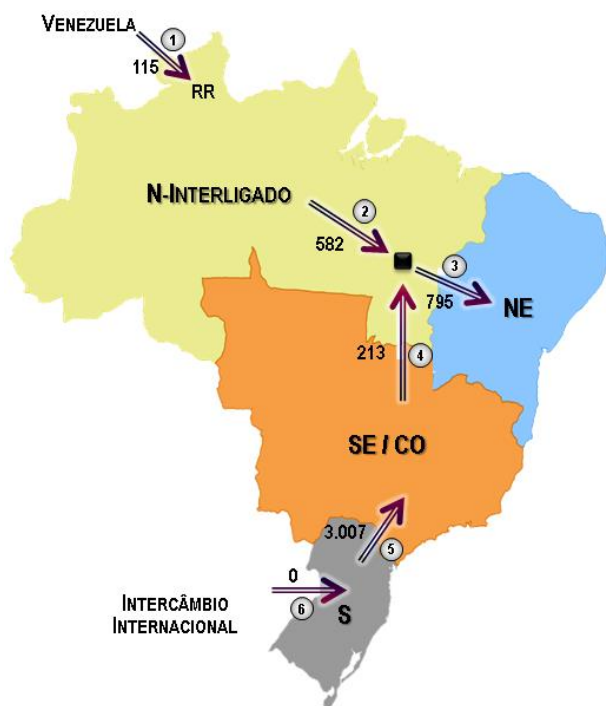 VENEZUELA
1
115
RR
N-INTERLIGADO
2
582
3
795
NE
213
4
SE / CO
3.007
5
0
INTERCÂMBIO
INTERNACIONAL
6
S